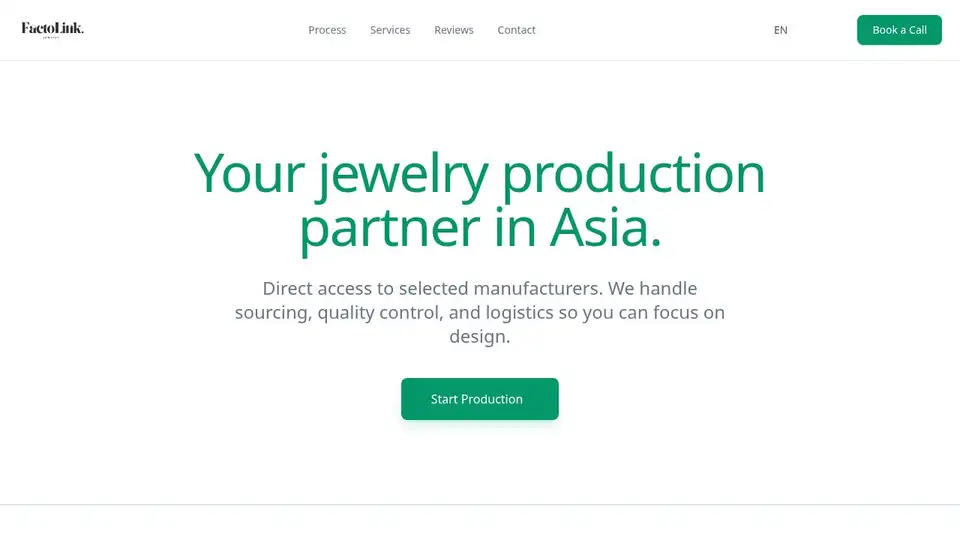 FactoLink.
Process
Services
Reviews
Contact
EN
Book a Call
Your jewelry production
partner in Asia.
Direct access to selected manufacturers. We handle
sourcing, quality control, and logistics so you can focus on
design.
Start Production